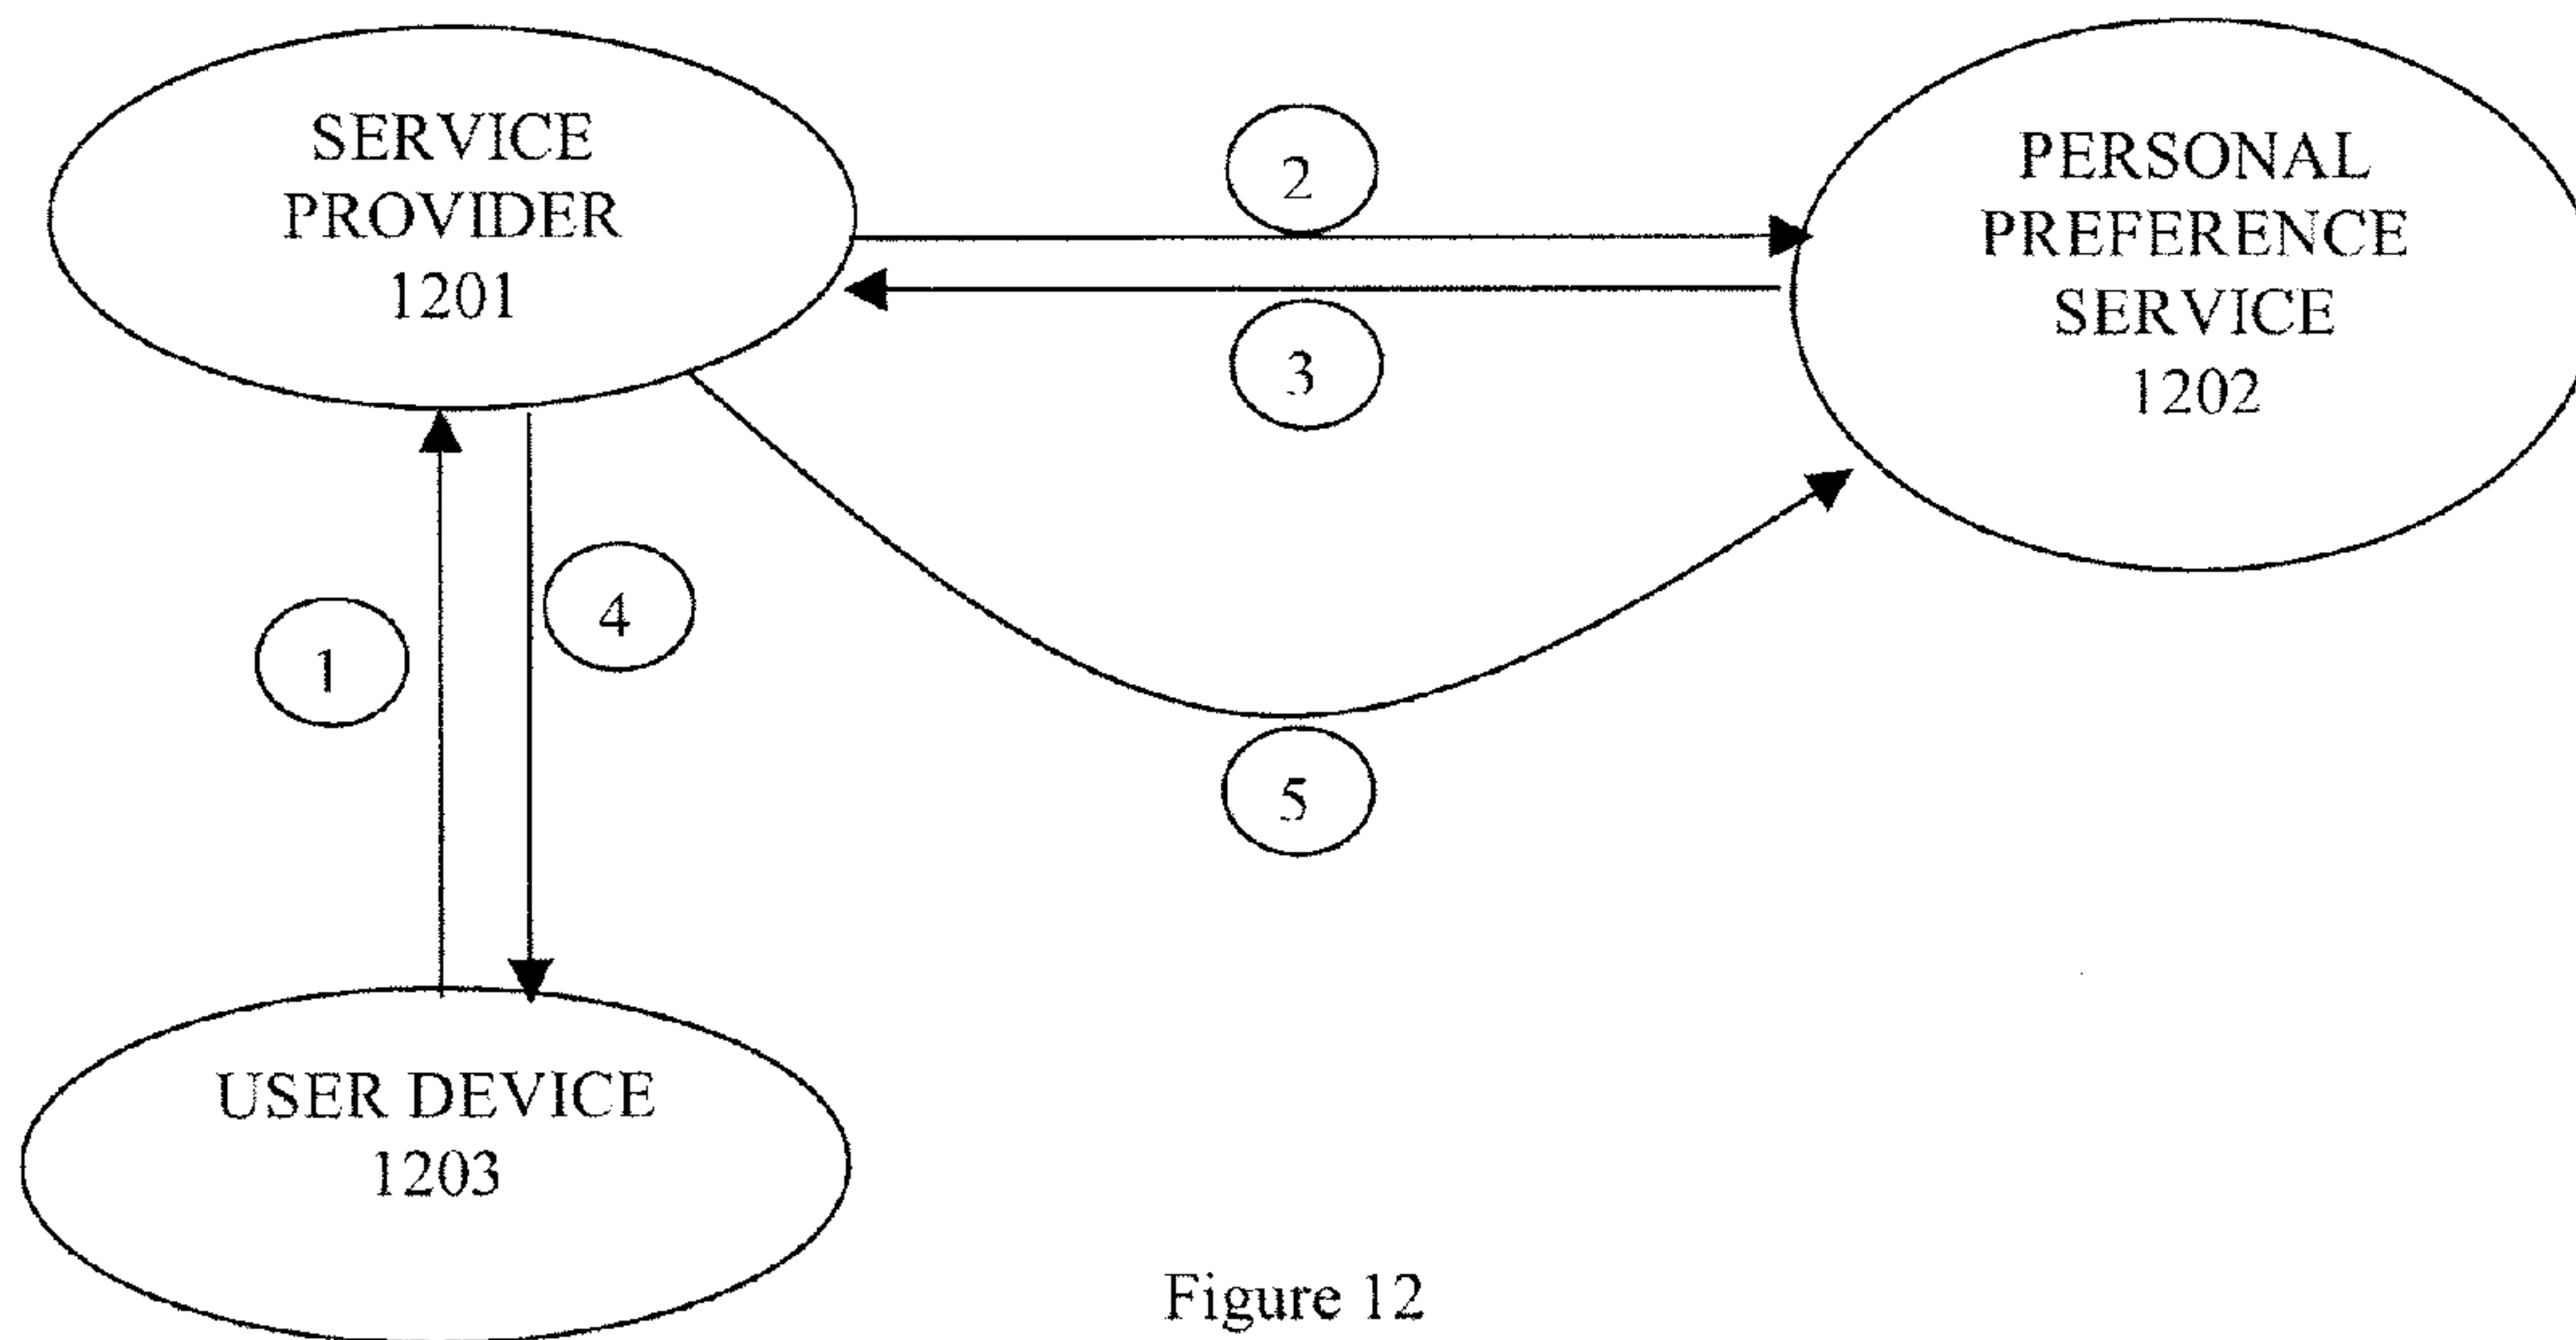 SERVICE
PROVIDER
1201
2
PERSONAL
PREFERENCE
SERVICE
1202
3
1
4
5
USER DEVICE
1203
Figure 12